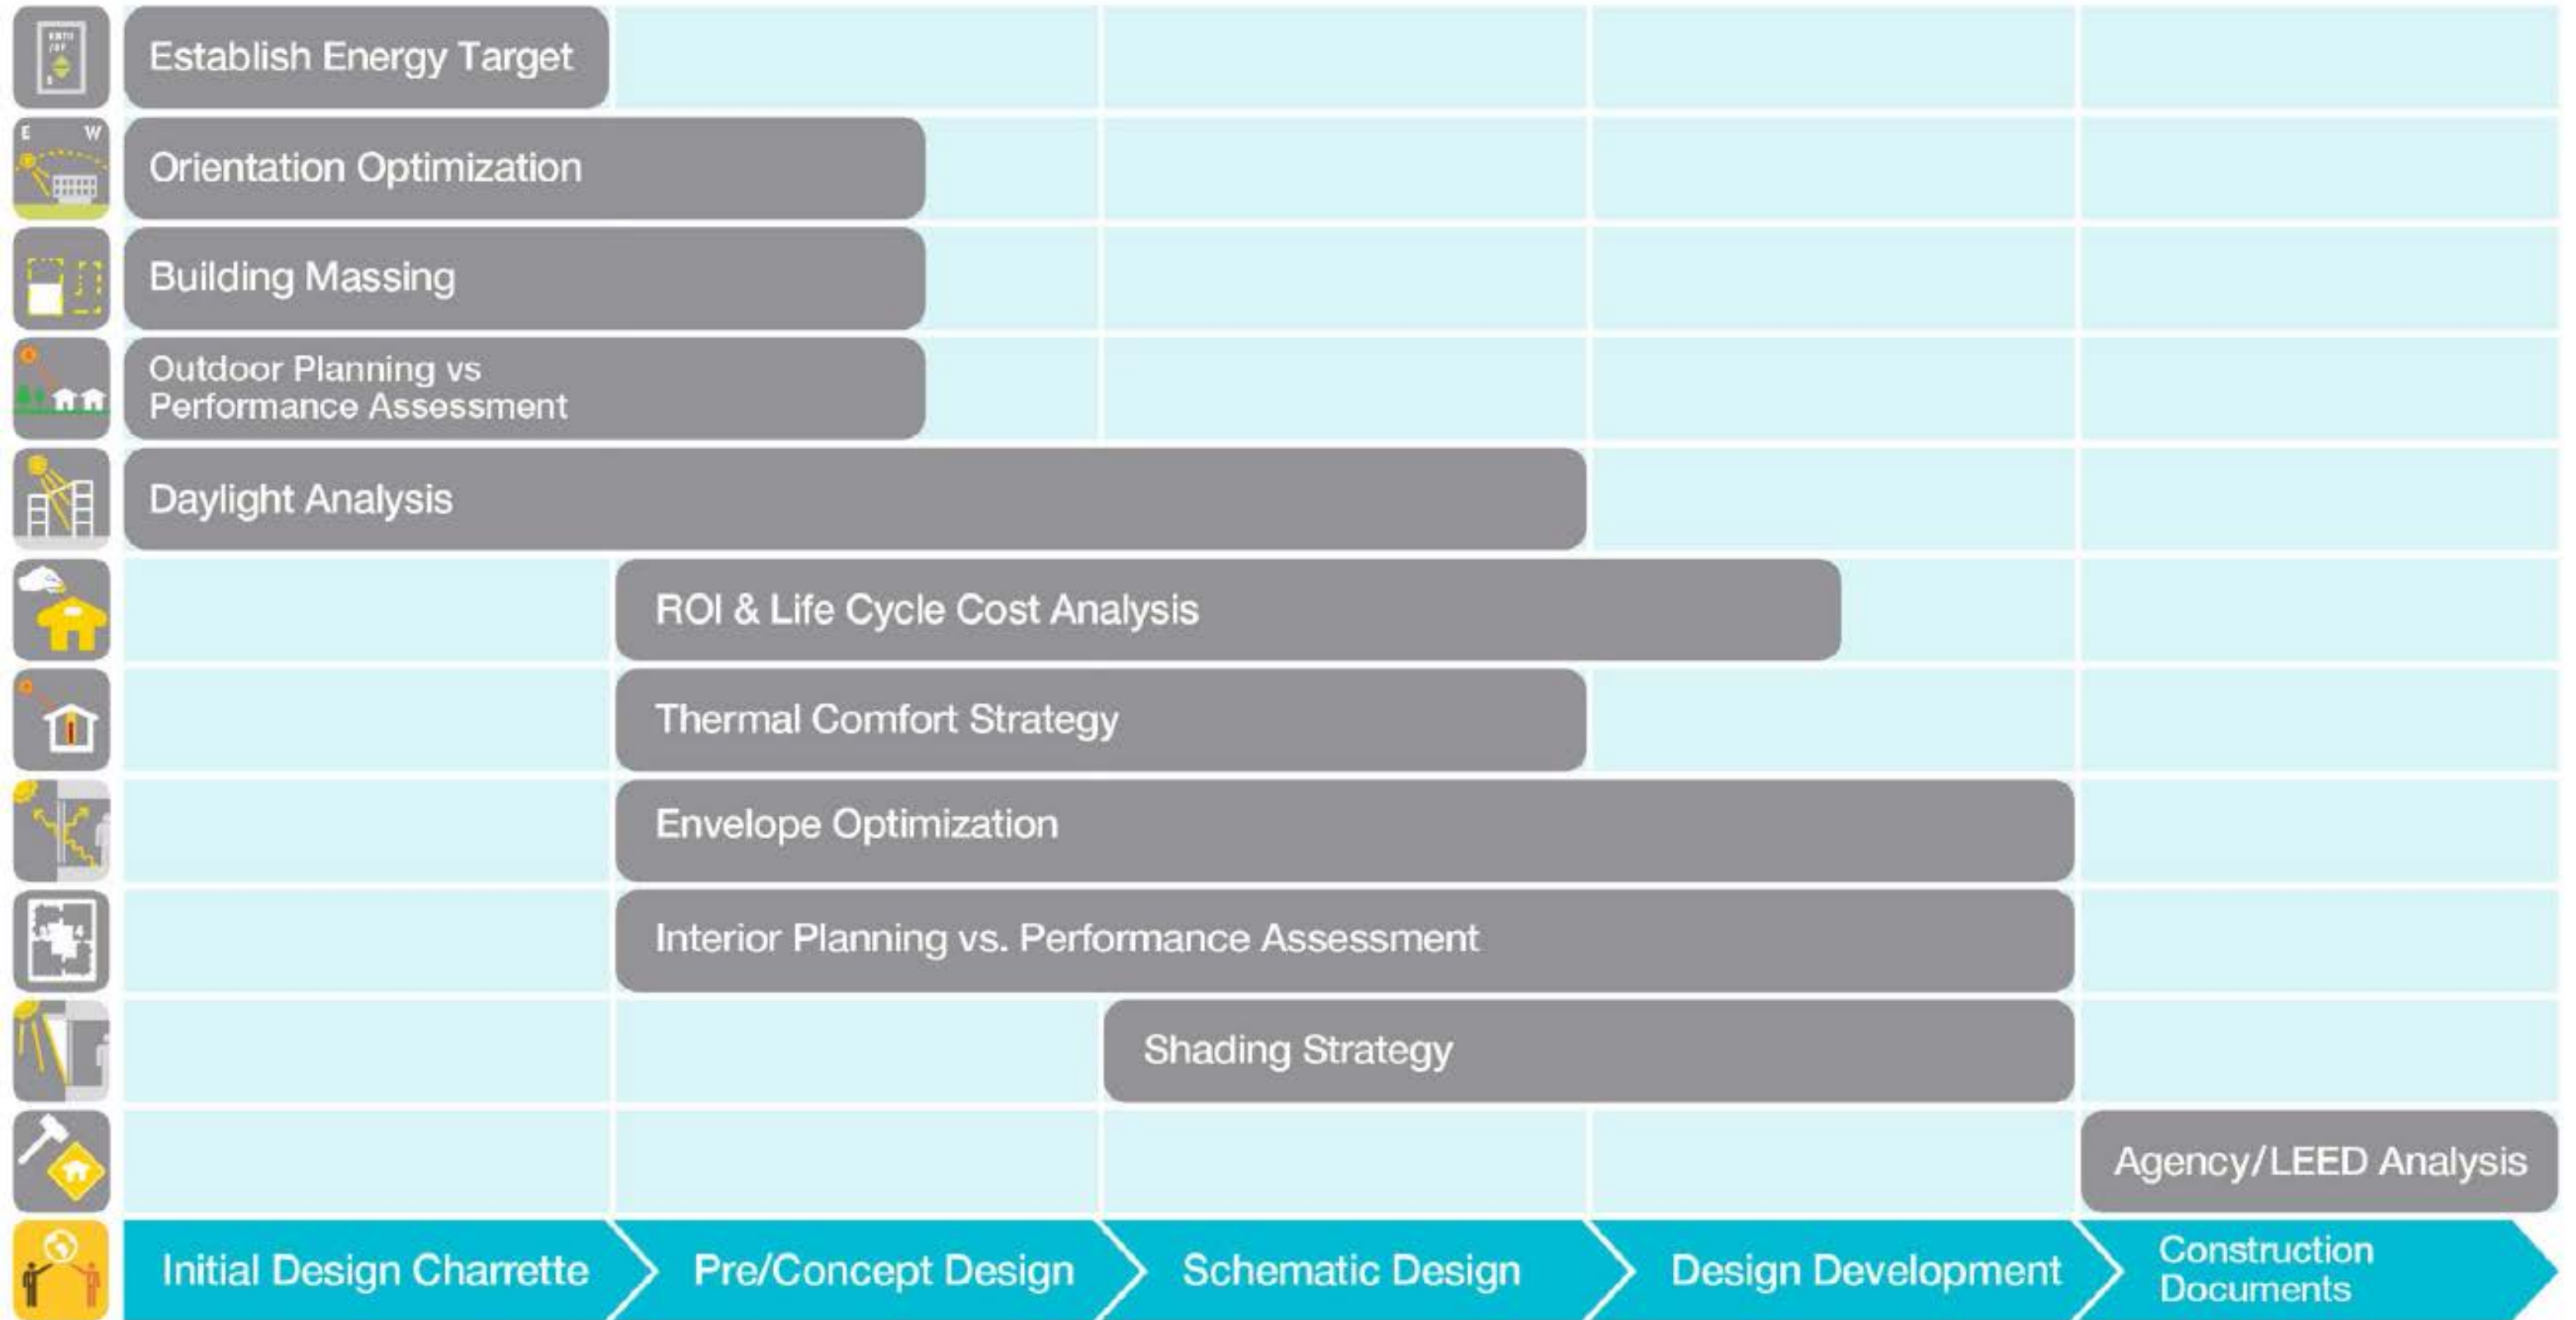 Establish Energy Target
E W
Orientation Optimization
Building Massing
Outdoor Planning vs
Performance Assessment
Daylight Analysis
ROI & Life Cycle Cost Analysis
Thermal Comfort Strategy
Envelope Optimization
Interior Planning vs. Performance Assessment
Shading Strategy
Agency/LEED Analysis
Initial Design Charrette
Pre/Concept Design
Schematic Design
Design Development
Construction
Documents